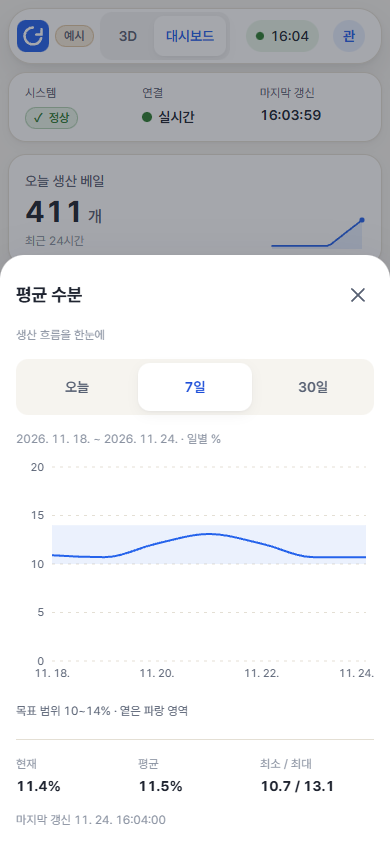 예시
3D
대시보드
16:04
관
시스템
연결
마지막 갱신
✓ 정상
실시간
16:03:59
오늘 생산 베일
411 개
최근 24시간
평균 수분
생산 흐름을 한눈에
오늘
7일
30일
2026. 11. 18. ~ 2026. 11. 24. · 일별 %
20
15
10
5
0
11. 18.
11. 20.
11. 22.
11. 24.
목표 범위 10~14% · 옅은 파랑 영역
현재
평균
최소 / 최대
11.4%
11.5%
10.7 / 13.1
마지막 갱신 11. 24. 16:04:00